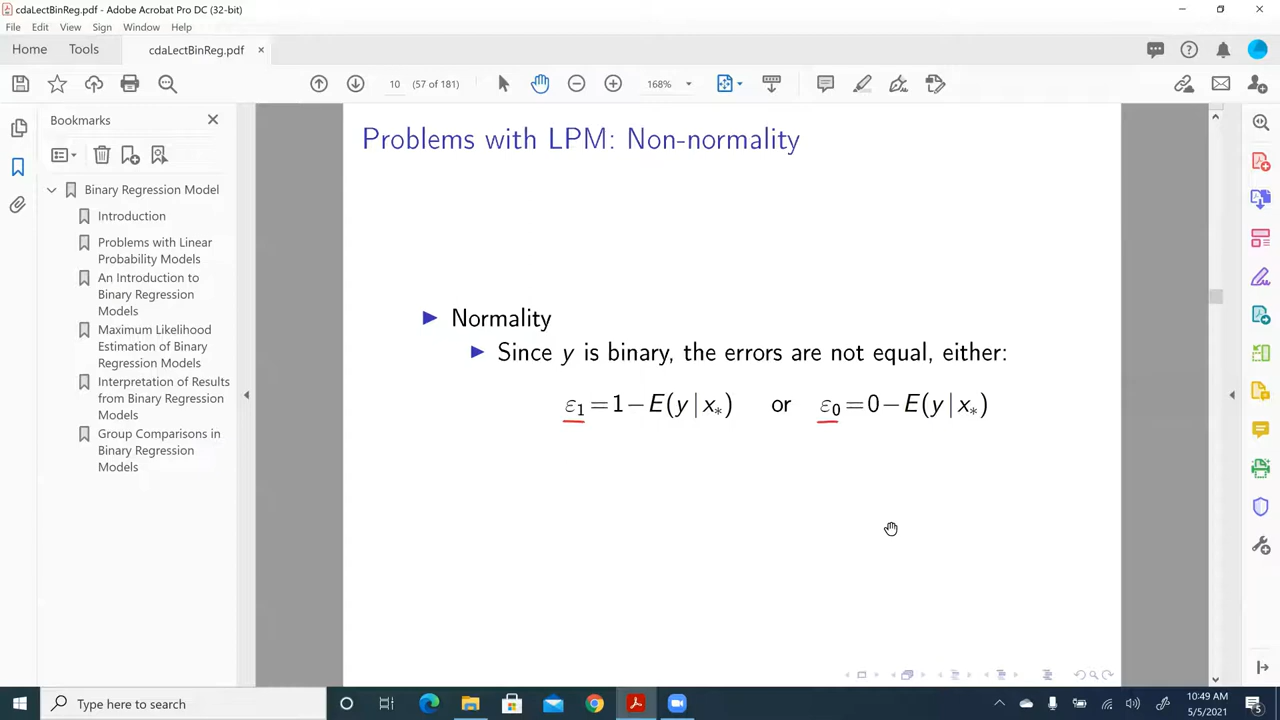 cdaLectBinReg.pdf - Adobe Acrobat Pro DC (32-bit)
File Edit View Sign Window Help
Home Tools cdaLectBinReg.pdf ×
10 (57 of 181) 168%
Bookmarks
Binary Regression Model
Introduction
Problems with Linear
Probability Models
An Introduction to
Binary Regression
Models
Maximum Likelihood
Estimation of Binary
Regression Models
Interpretation of Results
from Binary Regression
Models
Group Comparisons in
Binary Regression
Models
Problems with LPM: Non-normality
▶ Normality
▶ Since y is binary, the errors are not equal, either:
ε₁=1−E(y|x∗) or ε₀=0−E(y|x∗)
Type here to search
10:49 AM
5/5/2021
5